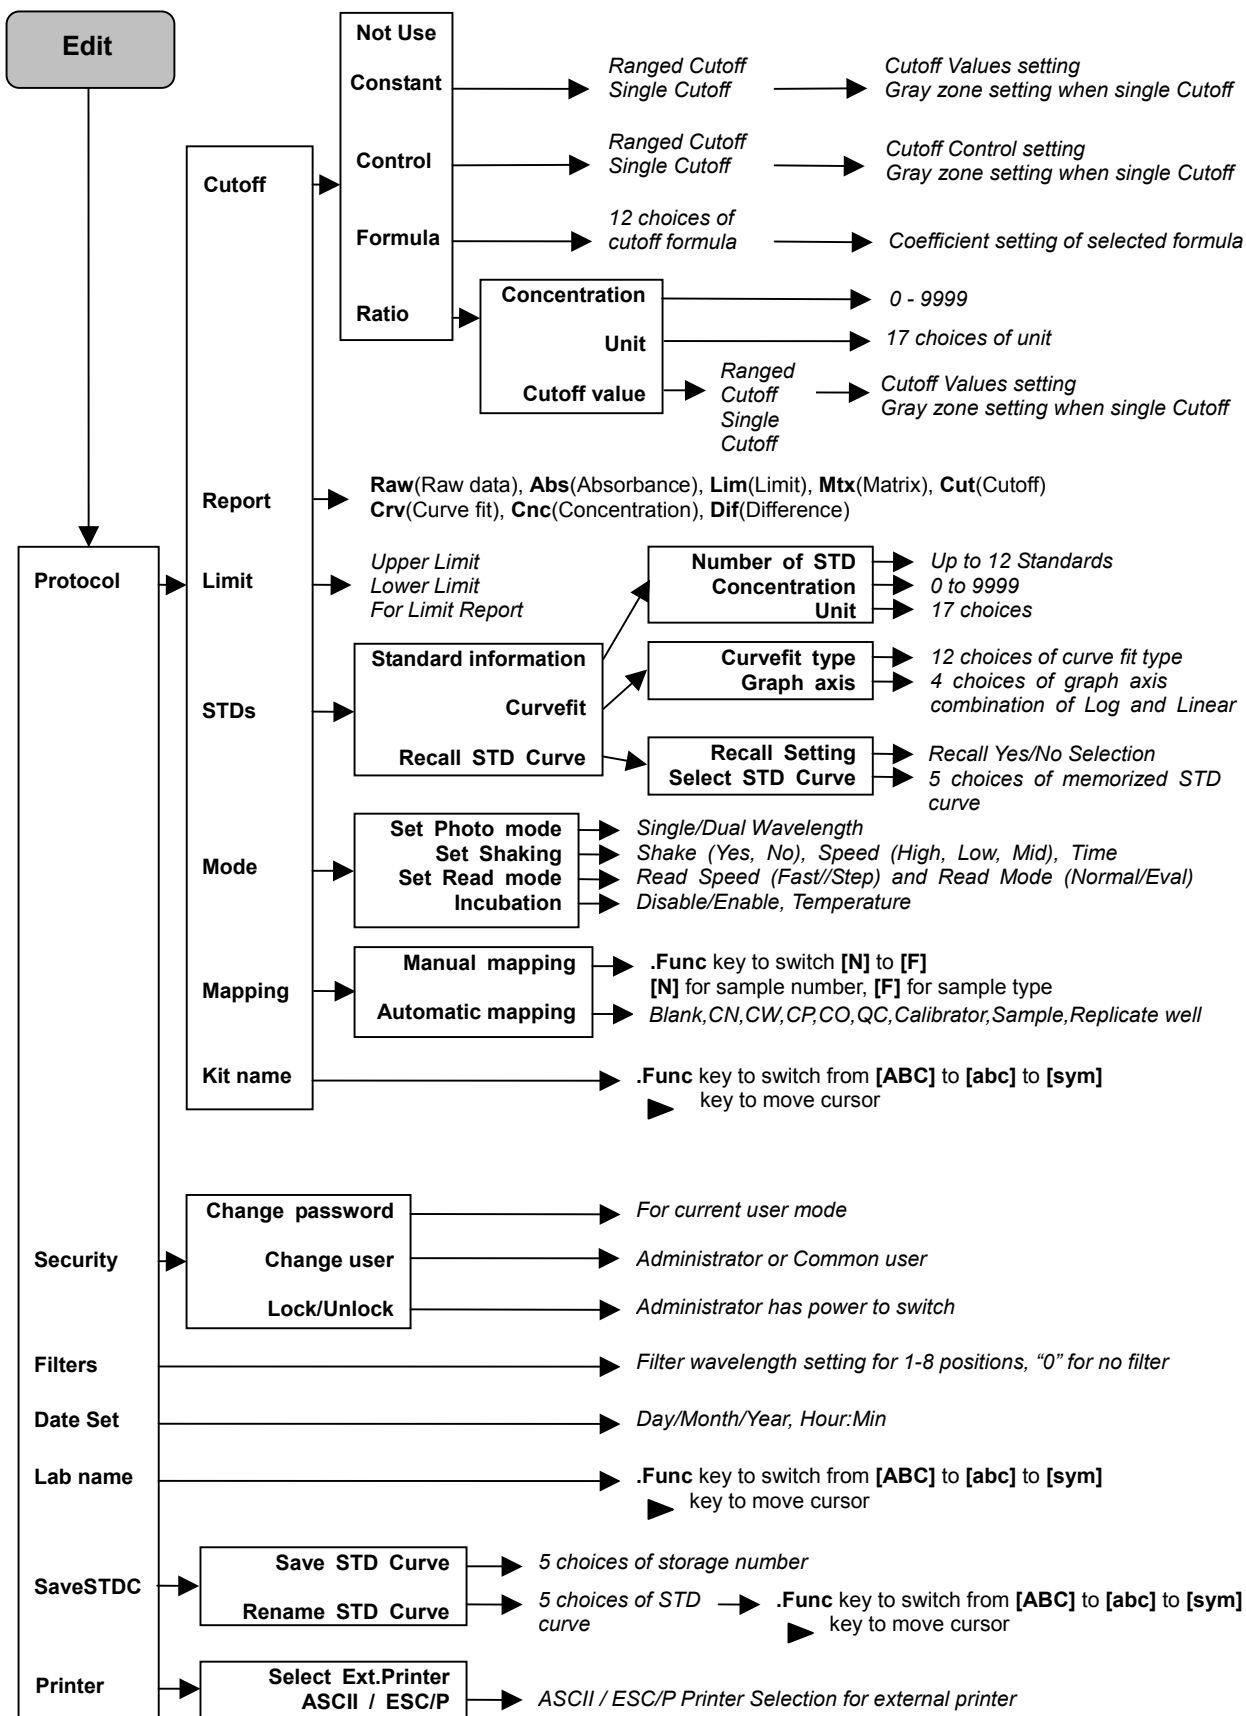 Edit
Not Use
Constant
Ranged Cutoff
Single Cutoff
Cutoff Values setting
Gray zone setting when single Cutoff
Cutoff
Control
Ranged Cutoff
Single Cutoff
Cutoff Control setting
Gray zone setting when single Cutoff
Formula
12 choices of
cutoff formula
Coefficient setting of selected formula
Ratio
Concentration
0 - 9999
Unit
17 choices of unit
Cutoff value
Ranged
Cutoff
Single
Cutoff
Cutoff Values setting
Gray zone setting when single Cutoff
Report
Raw(Raw data), Abs(Absorbance), Lim(Limit), Mtx(Matrix), Cut(Cutoff)
Crv(Curve fit), Cnc(Concentration), Dif(Difference)
Protocol
Limit
Upper Limit
Lower Limit
For Limit Report
Number of STD
Up to 12 Standards
Concentration
0 to 9999
Unit
17 choices
STDs
Standard information
Curvefit
Recall STD Curve
Curvefit type
12 choices of curve fit type
Graph axis
4 choices of graph axis
combination of Log and Linear
Recall Setting
Recall Yes/No Selection
Select STD Curve
5 choices of memorized STD
curve
Mode
Set Photo mode
Single/Dual Wavelength
Set Shaking
Shake (Yes, No), Speed (High, Low, Mid), Time
Set Read mode
Read Speed (Fast//Step) and Read Mode (Normal/Eval)
Incubation
Disable/Enable, Temperature
Mapping
Manual mapping
.Func key to switch [N] to [F]
[N] for sample number, [F] for sample type
Automatic mapping
Blank,CN,CW,CP,CO,QC,Calibrator,Sample,Replicate well
Kit name
.Func key to switch from [ABC] to [abc] to [sym]
key to move cursor
Security
Change password
For current user mode
Change user
Administrator or Common user
Lock/Unlock
Administrator has power to switch
Filters
Filter wavelength setting for 1-8 positions, “0” for no filter
Date Set
Day/Month/Year, Hour:Min
Lab name
.Func key to switch from [ABC] to [abc] to [sym]
key to move cursor
SaveSTDC
Save STD Curve
5 choices of storage number
Rename STD Curve
5 choices of STD
curve
.Func key to switch from [ABC] to [abc] to [sym]
key to move cursor
Printer
Select Ext.Printer
ASCII / ESC/P
ASCII / ESC/P Printer Selection for external printer